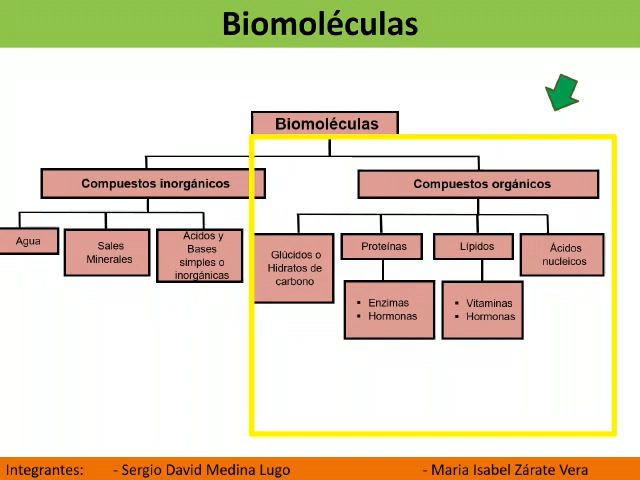 Biomoléculas
Biomoléculas
Compuestos inorgánicos
Compuestos orgánicos
Agua
Sales
Minerales
Ácidos y
Bases
simples o
inorgánicas
Glúcidos o
Hidratos de
carbono
Proteínas
Lípidos
Ácidos
nucleicos
▪ Enzimas
▪ Hormonas
▪ Vitaminas
▪ Hormonas
Integrantes: - Sergio David Medina Lugo - Maria Isabel Zárate Vera